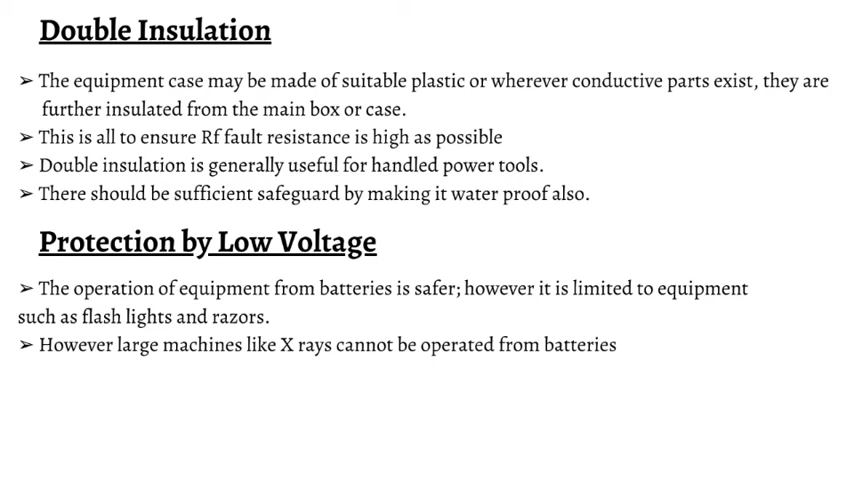 Double Insulation
➢ The equipment case may be made of suitable plastic or wherever conductive parts exist, they are
further insulated from the main box or case.
➢ This is all to ensure Rf fault resistance is high as possible
➢ Double insulation is generally useful for handled power tools.
➢ There should be sufficient safeguard by making it water proof also.
Protection by Low Voltage
➢ The operation of equipment from batteries is safer; however it is limited to equipment
such as flash lights and razors.
➢ However large machines like X rays cannot be operated from batteries